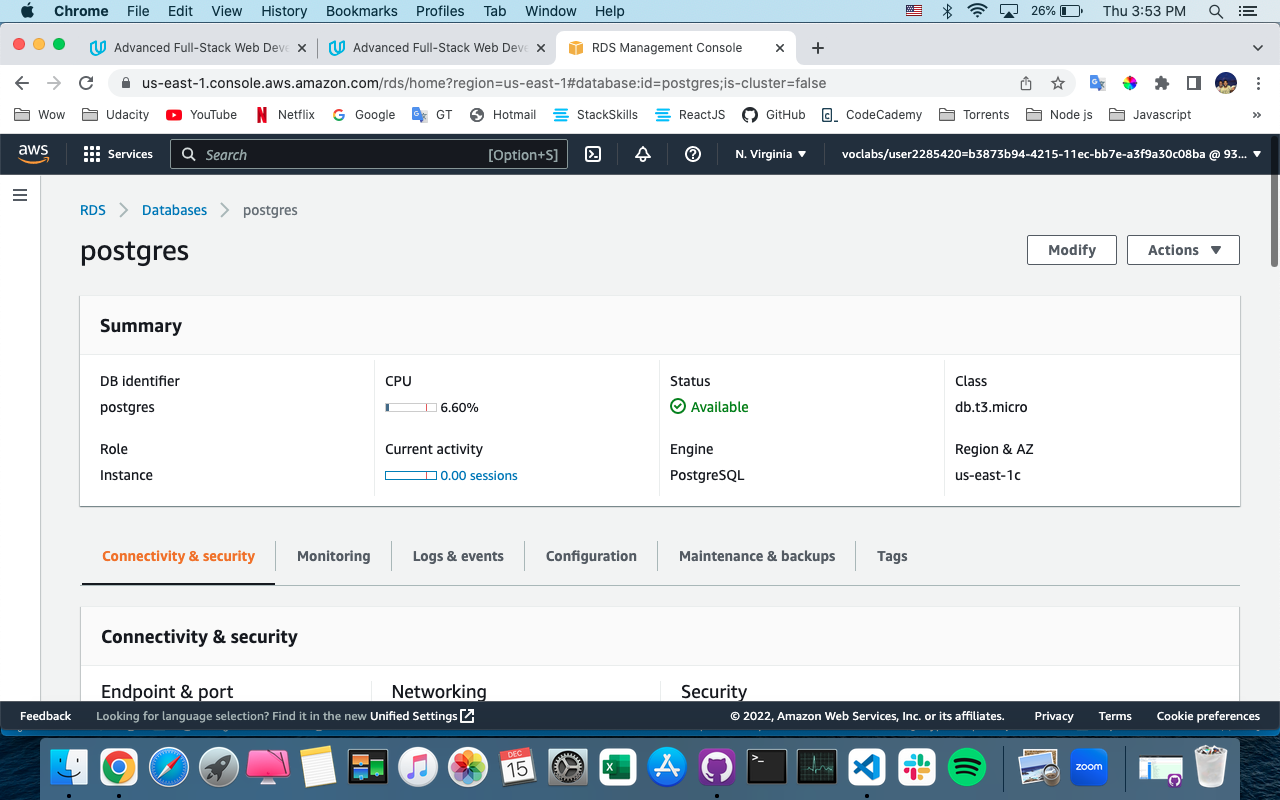 Chrome File Edit View History Bookmarks Profiles Tab Window Help 26% Thu 3:53 PM
Advanced Full-Stack Web Deve Advanced Full-Stack Web Deve RDS Management Console
us-east-1.console.aws.amazon.com/rds/home?region=us-east-1#database:id=postgres;is-cluster=false
Wow Udacity YouTube Netflix Google GT Hotmail StackSkills ReactJS GitHub CodeCademy Torrents Node js Javascript »
aws Services Search [Option+S] N. Virginia voclabs/user2285420=b3873b94-4215-11ec-bb7e-a3f9a30c08ba @ 93...
RDS Databases postgres
postgres
Modify Actions
Summary
DB identifier CPU Status Class
postgres 6.60% Available db.t3.micro
Role Current activity Engine Region & AZ
Instance 0.00 sessions PostgreSQL us-east-1c
Connectivity & security Monitoring Logs & events Configuration Maintenance & backups Tags
Connectivity & security
Endpoint & port Networking Security
Feedback Looking for language selection? Find it in the new Unified Settings © 2022, Amazon Web Services, Inc. or its affiliates. Privacy Terms Cookie preferences
DEC
15
zoom